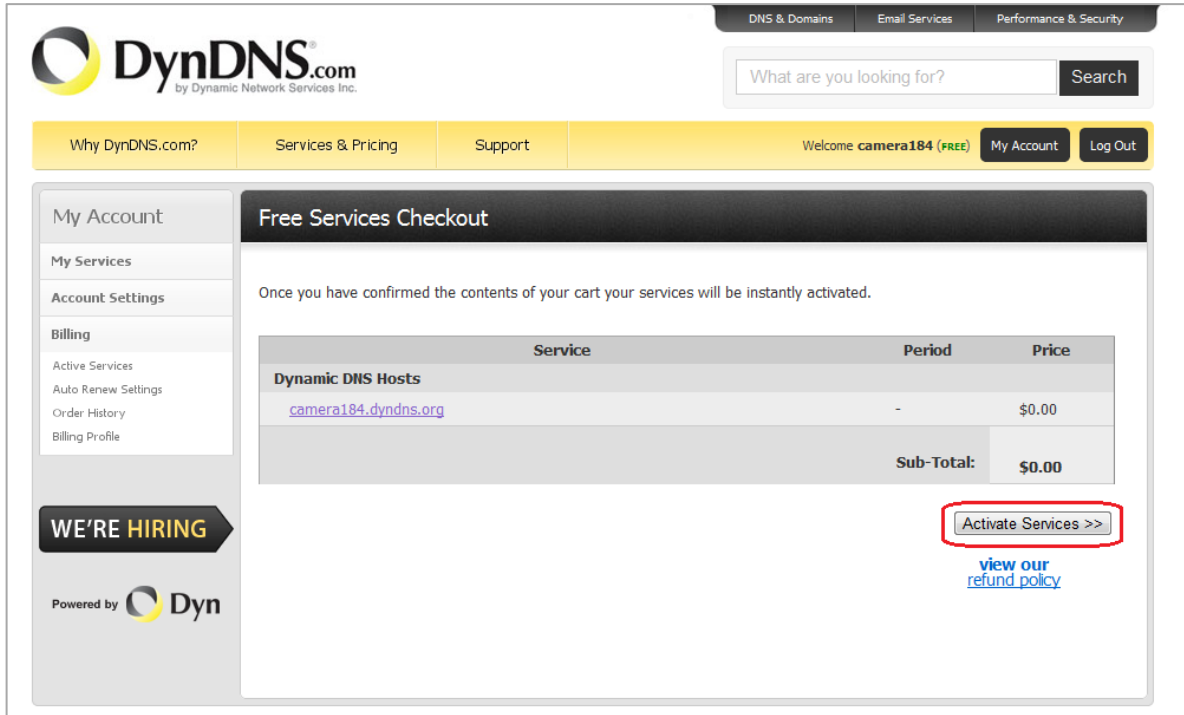 DNS & Domains Email Services Performance & Security
DynDNS.com
by Dynamic Network Services Inc.
What are you looking for? Search
Why DynDNS.com? Services & Pricing Support Welcome camera184 (FREE) My Account Log Out
My Account
My Services
Account Settings
Billing
Active Services
Auto Renew Settings
Order History
Billing Profile
WE'RE HIRING
Powered by Dyn
Free Services Checkout
Once you have confirmed the contents of your cart your services will be instantly activated.
Service Period Price
Dynamic DNS Hosts
camera184.dyndns.org - $0.00
Sub-Total: $0.00
Activate Services >>
view our
refund policy